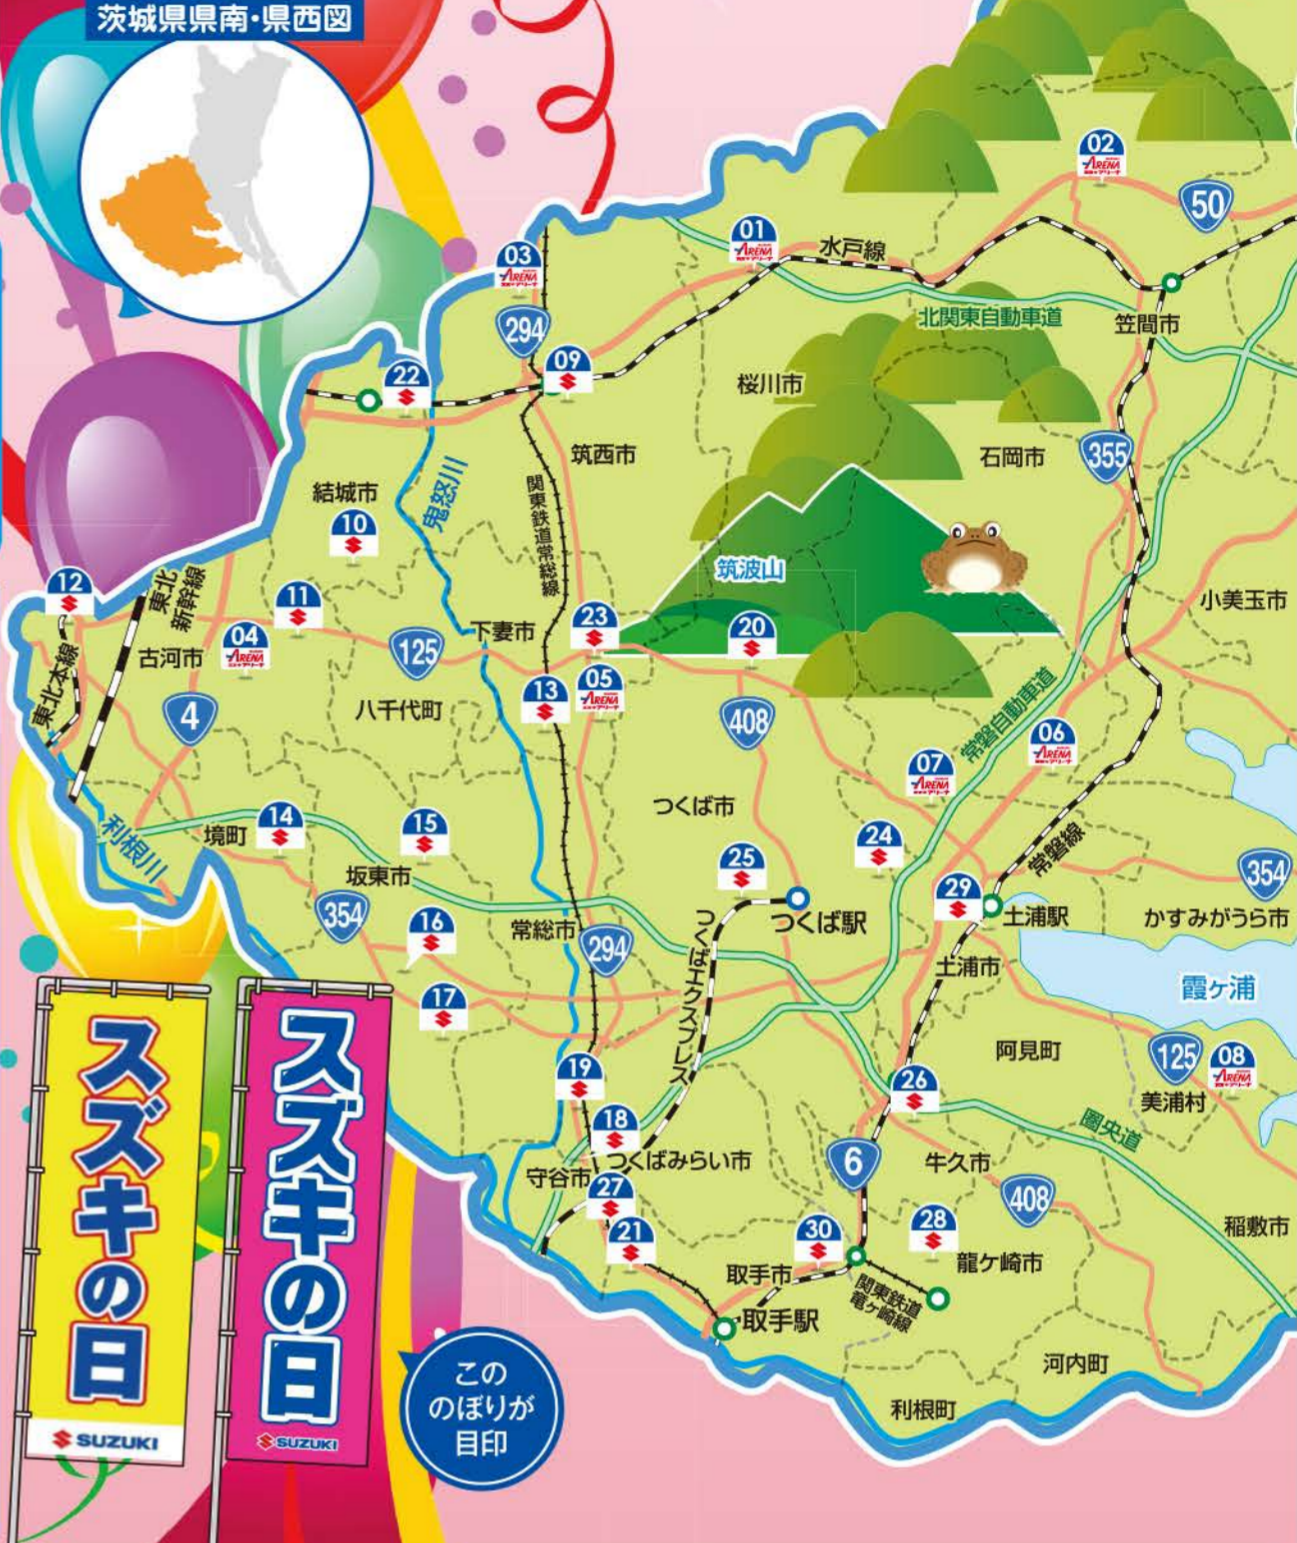 茨城県県南・県西図
02
ARENA
50
01
ARENA
水戸線
03
ARENA
294
北関東自動車道
笠間市
09
22
桜川市
筑西市
石岡市
355
結城市
鬼怒川
関東鉄道常総線
10
筑波山
12
東北
新幹線
小美玉市
11
23
20
04
ARENA
古河市
125
下妻市
東北本線
13
05
ARENA
4
八千代町
408
常磐自動車道
06
ARENA
07
ARENA
つくば市
利根川
境町
14
15
24
常磐線
坂東市
25
354
354
29
つくば駅
土浦駅
かすみがうら市
16
常総市
294
つくばエクスプレス
土浦市
霞ヶ浦
17
阿見町
125
08
ARENA
美浦村
19
26
18
圏央道
つくばみらい市
守谷市
6
牛久市
27
408
28
稲敷市
21
30
龍ケ崎市
取手市
関東鉄道
竜ヶ崎線
取手駅
河内町
利根町
スズキの日
SUZUKI
スズキの日
SUZUKI
この
のぼりが
目印